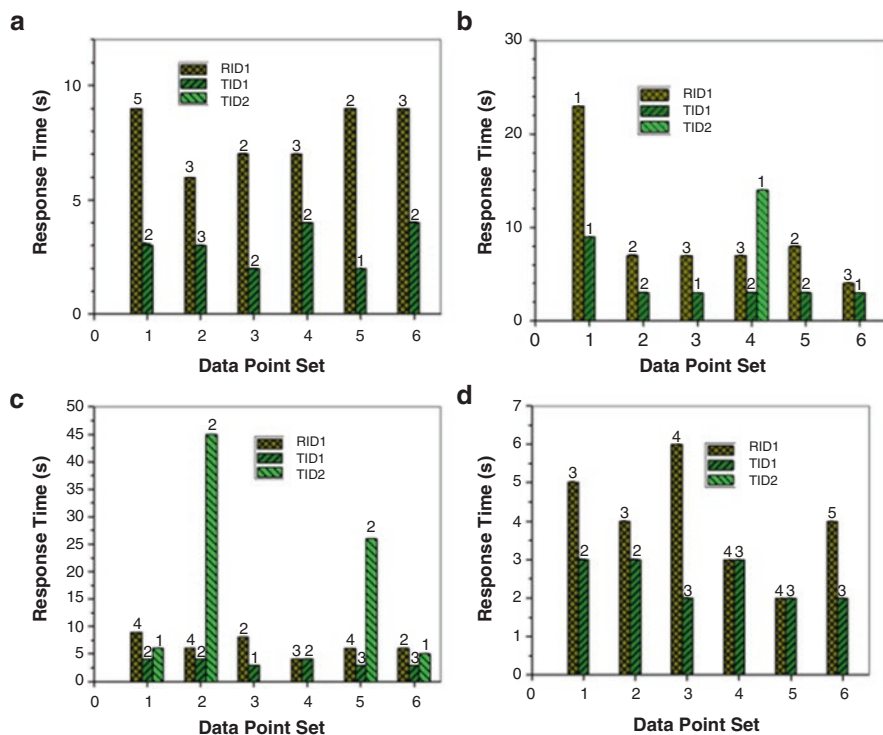 a
Response Time (s)
10
5
0
RID1
TID1
TID2
5 2 3 3 2 2 3 2 2 1 3 2
0 1 2 3 4 5 6
Data Point Set
b
Response Time (s)
30
20
10
0
RID1
TID1
TID2
1 1 2 2 3 1 3 2 1 2 2 3 1
0 1 2 3 4 5 6
Data Point Set
c
Response Time (s)
50
45
40
35
30
25
20
15
10
5
0
RID1
TID1
TID2
4 2 1 4 2 2 2 1 3 2 4 3 2 2 3 1
0 1 2 3 4 5 6
Data Point Set
d
Response Time (s)
7
6
5
4
3
2
1
0
RID1
TID1
TID2
3 2 3 2 4 3 4 3 4 3 5 3
0 1 2 3 4 5 6
Data Point Set